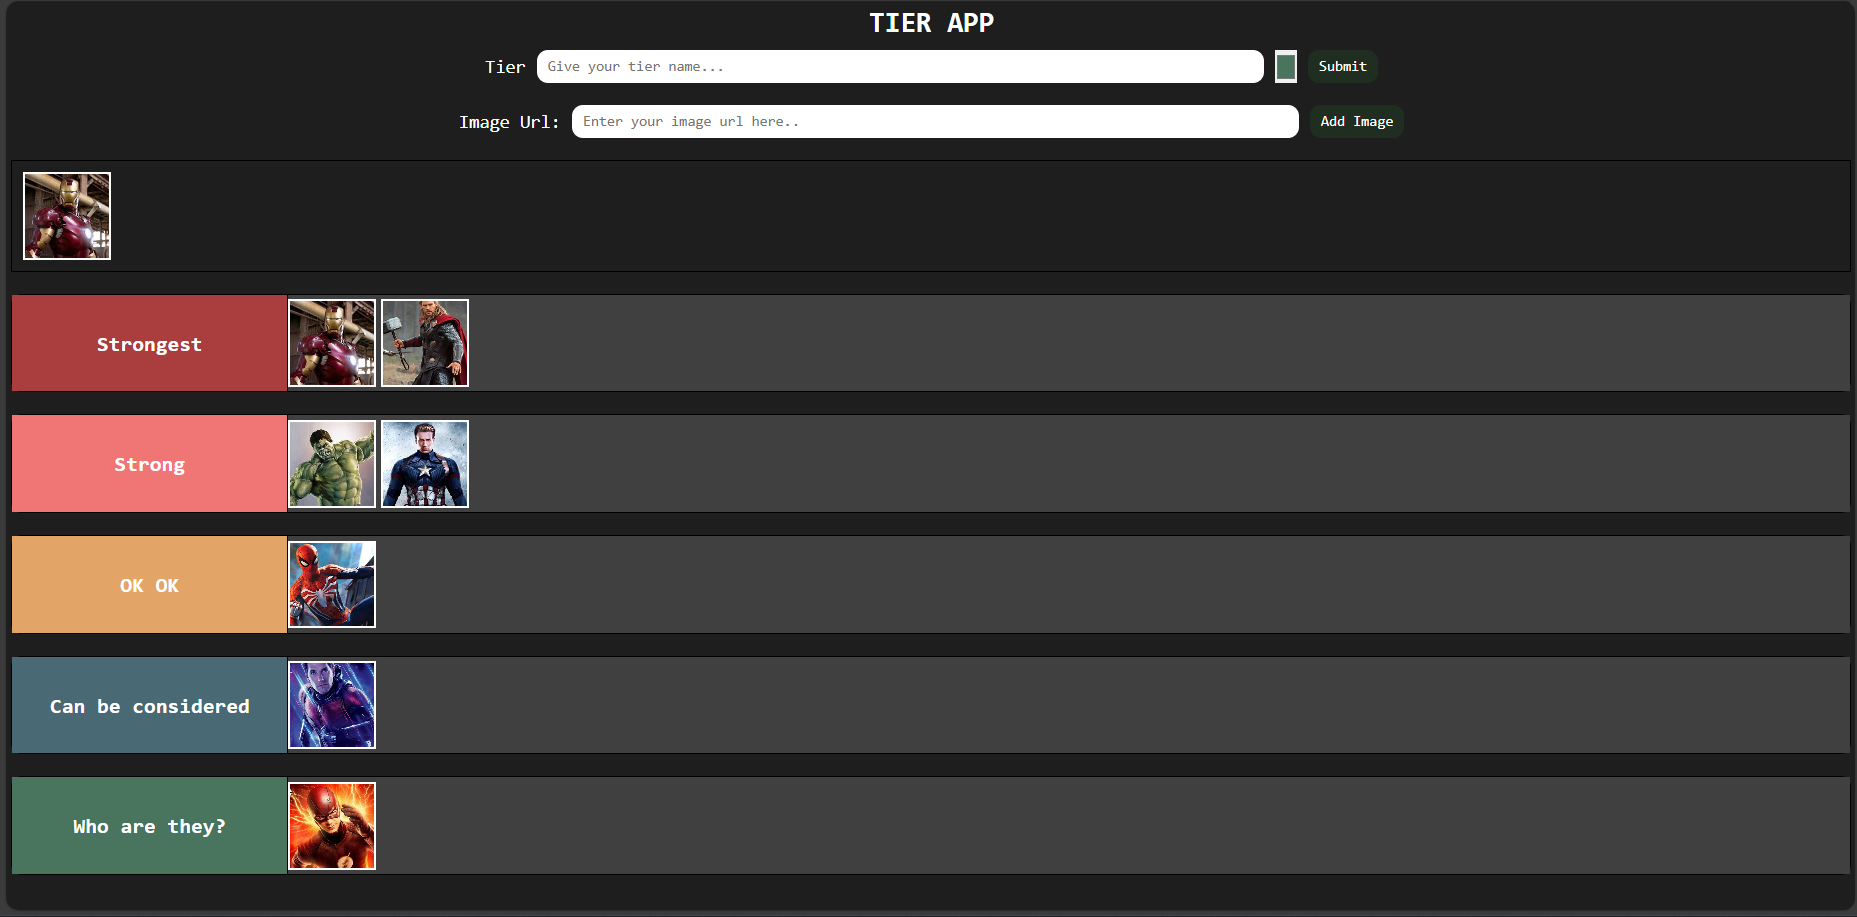 TIER APP
Tier Give your tier name... Submit
Image Url: Enter your image url here.. Add Image
Strongest
Strong
OK OK
Can be considered
Who are they?